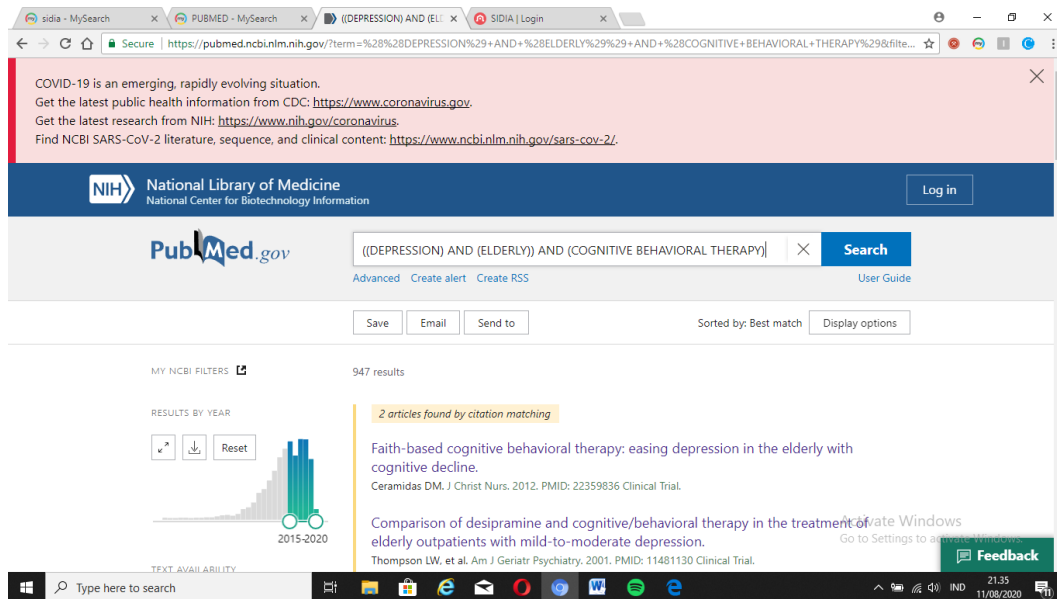 sidia - MySearch
PUBMED - MySearch
((DEPRESSION) AND (ELD
SIDIA | Login
Secure | https://pubmed.ncbi.nlm.nih.gov/?term=%28%28DEPRESSION%29+AND+%28ELDERLY%29%29+AND+%28COGNITIVE+BEHAVIORAL+THERAPY%29&filte...
COVID-19 is an emerging, rapidly evolving situation.
Get the latest public health information from CDC: https://www.coronavirus.gov.
Get the latest research from NIH: https://www.nih.gov/coronavirus.
Find NCBI SARS-CoV-2 literature, sequence, and clinical content: https://www.ncbi.nlm.nih.gov/sars-cov-2/.
NIH
National Library of Medicine
National Center for Biotechnology Information
Log in
PubMed.gov
((DEPRESSION) AND (ELDERLY)) AND (COGNITIVE BEHAVIORAL THERAPY)
Search
Advanced Create alert Create RSS
User Guide
Save Email Send to
Sorted by: Best match
Display options
MY NCBI FILTERS
947 results
RESULTS BY YEAR
Reset
2015-2020
TEXT AVAILABILITY
2 articles found by citation matching
Faith-based cognitive behavioral therapy: easing depression in the elderly with
cognitive decline.
Ceramidas DM. J Christ Nurs. 2012. PMID: 22359836 Clinical Trial.
Comparison of desipramine and cognitive/behavioral therapy in the treatment of
elderly outpatients with mild-to-moderate depression.
Thompson LW, et al. Am J Geriatr Psychiatry. 2001. PMID: 11481130 Clinical Trial.
Activate Windows
Go to Settings to activate Windows.
Feedback
Type here to search
IND
21.35
11/08/2020